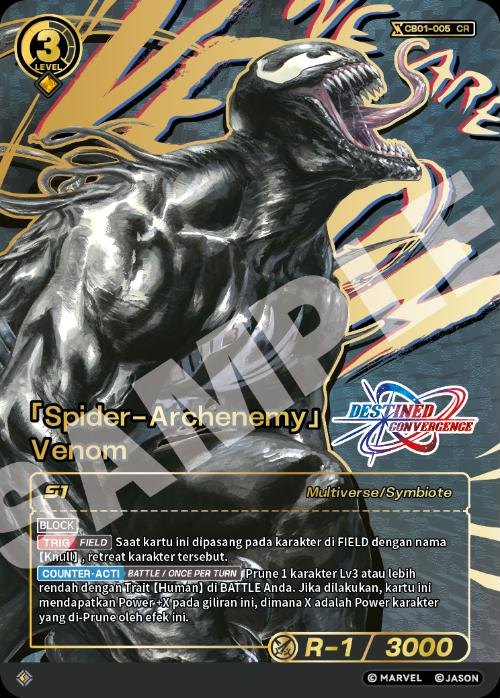 3
LEVEL
CB01-005 CR
VE
WE ARE
SAMPLE
「Spider-Archenemy」
Venom
DESTINED
CONVERGENCE
S1
Multiverse/Symbiote
BLOCK
TRIG FIELD Saat kartu ini dipasang pada karakter di FIELD dengan nama
【Knull】, retreat karakter tersebut.
COUNTER·ACT1 BATTLE / ONCE PER TURN Prune 1 karakter Lv3 atau lebih
rendah dengan Trait【Human】di BATTLE Anda. Jika dilakukan, kartu ini
mendapatkan Power +X pada giliran ini, dimana X adalah Power karakter
yang di-Prune oleh efek ini.
R-1 / 3000
© MARVEL © JASON